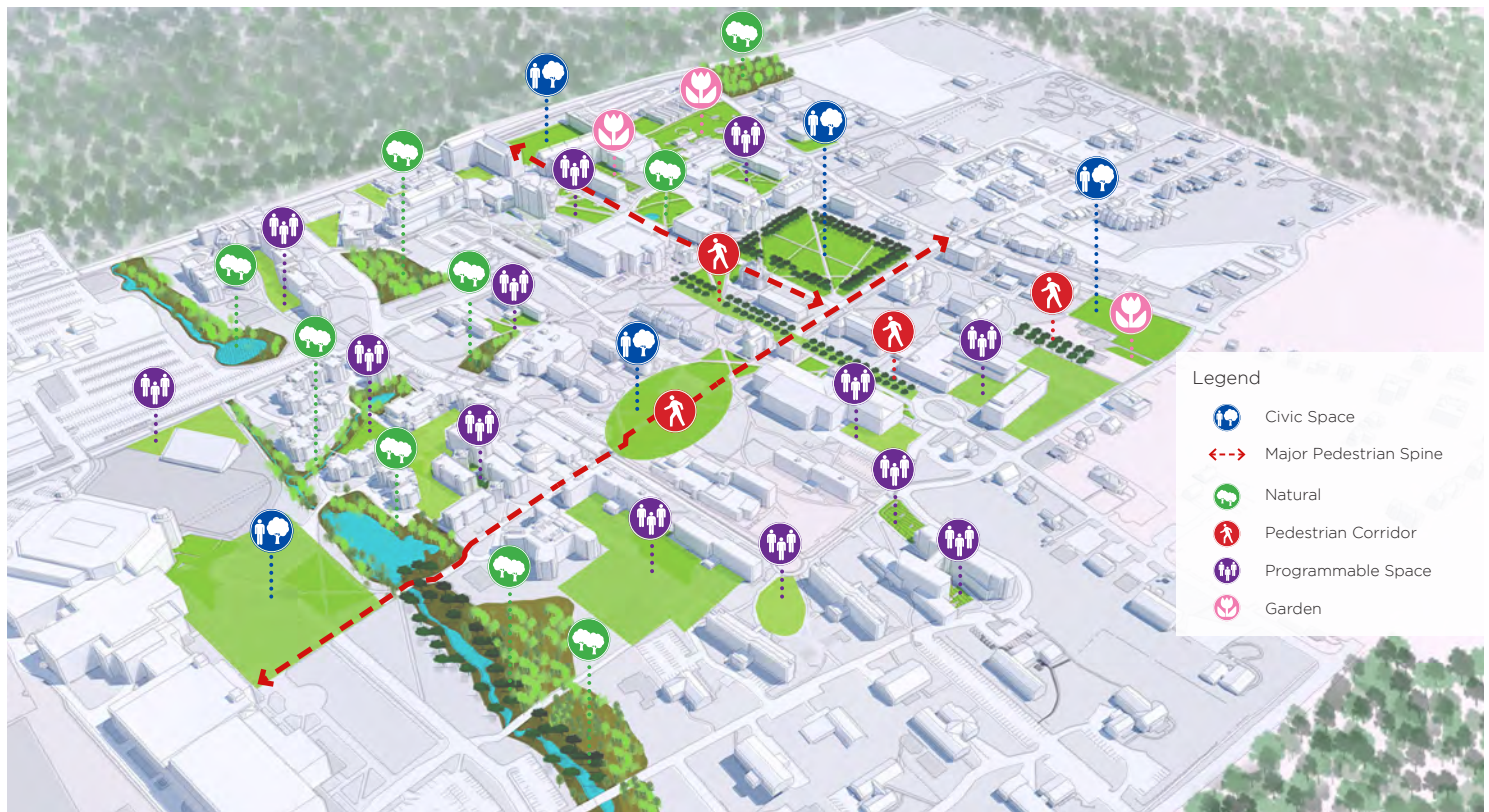 Legend
Civic Space
Major Pedestrian Spine
Natural
Pedestrian Corridor
Programmable Space
Garden